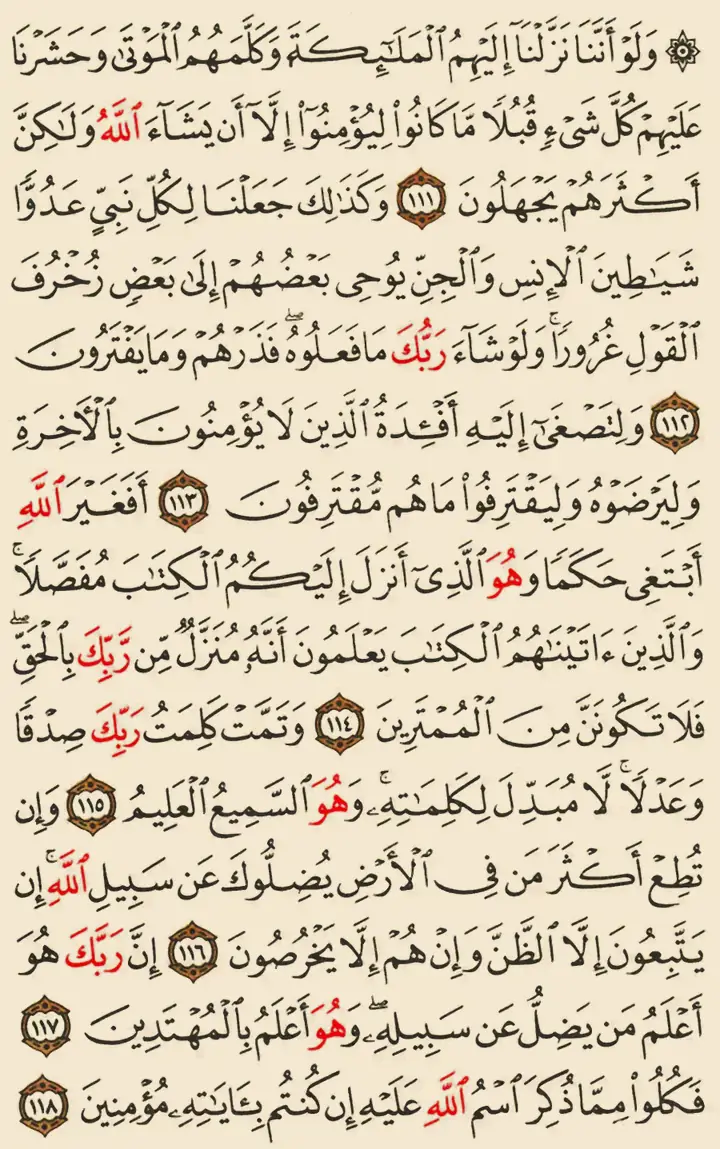 ۞ وَلَوْ أَنَّنَا نَزَّلْنَآ إِلَيْهِمُ ٱلْمَلَـٰٓئِكَةَ وَكَلَّمَهُمُ ٱلْمَوْتَىٰ وَحَشَرْنَا
عَلَيْهِمْ كُلَّ شَىْءٍ قُبُلًا مَّا كَانُوا۟ لِيُؤْمِنُوٓا۟ إِلَّآ أَن يَشَآءَ ٱللَّهُ وَلَـٰكِنَّ
أَكْثَرَهُمْ يَجْهَلُونَ ١١١ وَكَذَٰلِكَ جَعَلْنَا لِكُلِّ نَبِىٍّ عَدُوًّا
شَيَـٰطِينَ ٱلْإِنسِ وَٱلْجِنِّ يُوحِى بَعْضُهُمْ إِلَىٰ بَعْضٍ زُخْرُفَ
ٱلْقَوْلِ غُرُورًا ۚ وَلَوْ شَآءَ رَبُّكَ مَا فَعَلُوهُ ۖ فَذَرْهُمْ وَمَا يَفْتَرُونَ
١١٢ وَلِتَصْغَىٰٓ إِلَيْهِ أَفْـِٔدَةُ ٱلَّذِينَ لَا يُؤْمِنُونَ بِٱلْـَٔاخِرَةِ
وَلِيَرْضَوْهُ وَلِيَقْتَرِفُوا۟ مَا هُم مُّقْتَرِفُونَ ١١٣ أَفَغَيْرَ ٱللَّهِ
أَبْتَغِى حَكَمًا وَهُوَ ٱلَّذِىٓ أَنزَلَ إِلَيْكُمُ ٱلْكِتَـٰبَ مُفَصَّلًا ۚ
وَٱلَّذِينَ ءَاتَيْنَـٰهُمُ ٱلْكِتَـٰبَ يَعْلَمُونَ أَنَّهُۥ مُنَزَّلٌ مِّن رَّبِّكَ بِٱلْحَقِّ ۖ
فَلَا تَكُونَنَّ مِنَ ٱلْمُمْتَرِينَ ١١٤ وَتَمَّتْ كَلِمَتُ رَبِّكَ صِدْقًا
وَعَدْلًا ۚ لَّا مُبَدِّلَ لِكَلِمَـٰتِهِۦ ۚ وَهُوَ ٱلسَّمِيعُ ٱلْعَلِيمُ ١١٥ وَإِن
تُطِعْ أَكْثَرَ مَن فِى ٱلْأَرْضِ يُضِلُّوكَ عَن سَبِيلِ ٱللَّهِ ۚ إِن
يَتَّبِعُونَ إِلَّا ٱلظَّنَّ وَإِنْ هُمْ إِلَّا يَخْرُصُونَ ١١٦ إِنَّ رَبَّكَ هُوَ
أَعْلَمُ مَن يَضِلُّ عَن سَبِيلِهِۦ ۖ وَهُوَ أَعْلَمُ بِٱلْمُهْتَدِينَ ١١٧
فَكُلُوا۟ مِمَّا ذُكِرَ ٱسْمُ ٱللَّهِ عَلَيْهِ إِن كُنتُم بِـَٔايَـٰتِهِۦ مُؤْمِنِينَ ١١٨